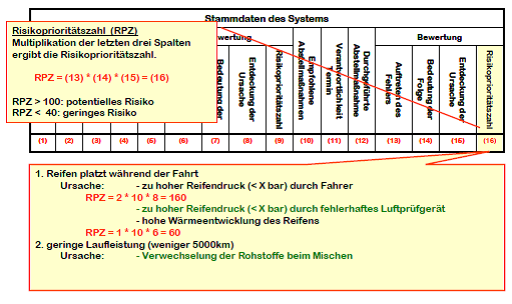 Stammdaten des Systems
Risikoprioritätszahl (RPZ)
Multiplikation der letzten drei Spalten
ergibt die Risikoprioritätszahl.
RPZ = (13) * (14) * (15) = (16)
RPZ > 100: potentielles Risiko
RPZ < 40: geringes Risiko
wertung
Bewertung
Bedeutung der
Entdeckung der
Ursache
Risikoprioritätszahl
Empfohlene
Abstellmaßnahmen
Verantwortlichkeit
Termin
Durchgeführte
Abstellmaßnahme
Auftreten des
Fehlers
Bedeutung der
Folge
Entdeckung der
Ursache
Risikoprioritätszahl
(1) (2) (3) (4) (5) (6) (7) (8) (9) (10) (11) (12) (13) (14) (15) (16)
1. Reifen platzt während der Fahrt
Ursache: - zu hoher Reifendruck (< X bar) durch Fahrer
RPZ = 2 * 10 * 8 = 160
- zu hoher Reifendruck (< X bar) durch fehlerhaftes Luftprüfgerät
- hohe Wärmeentwicklung des Reifens
RPZ = 1 * 10 * 6 = 60
2. geringe Laufleistung (weniger 5000km)
Ursache: - Verwechselung der Rohstoffe beim Mischen